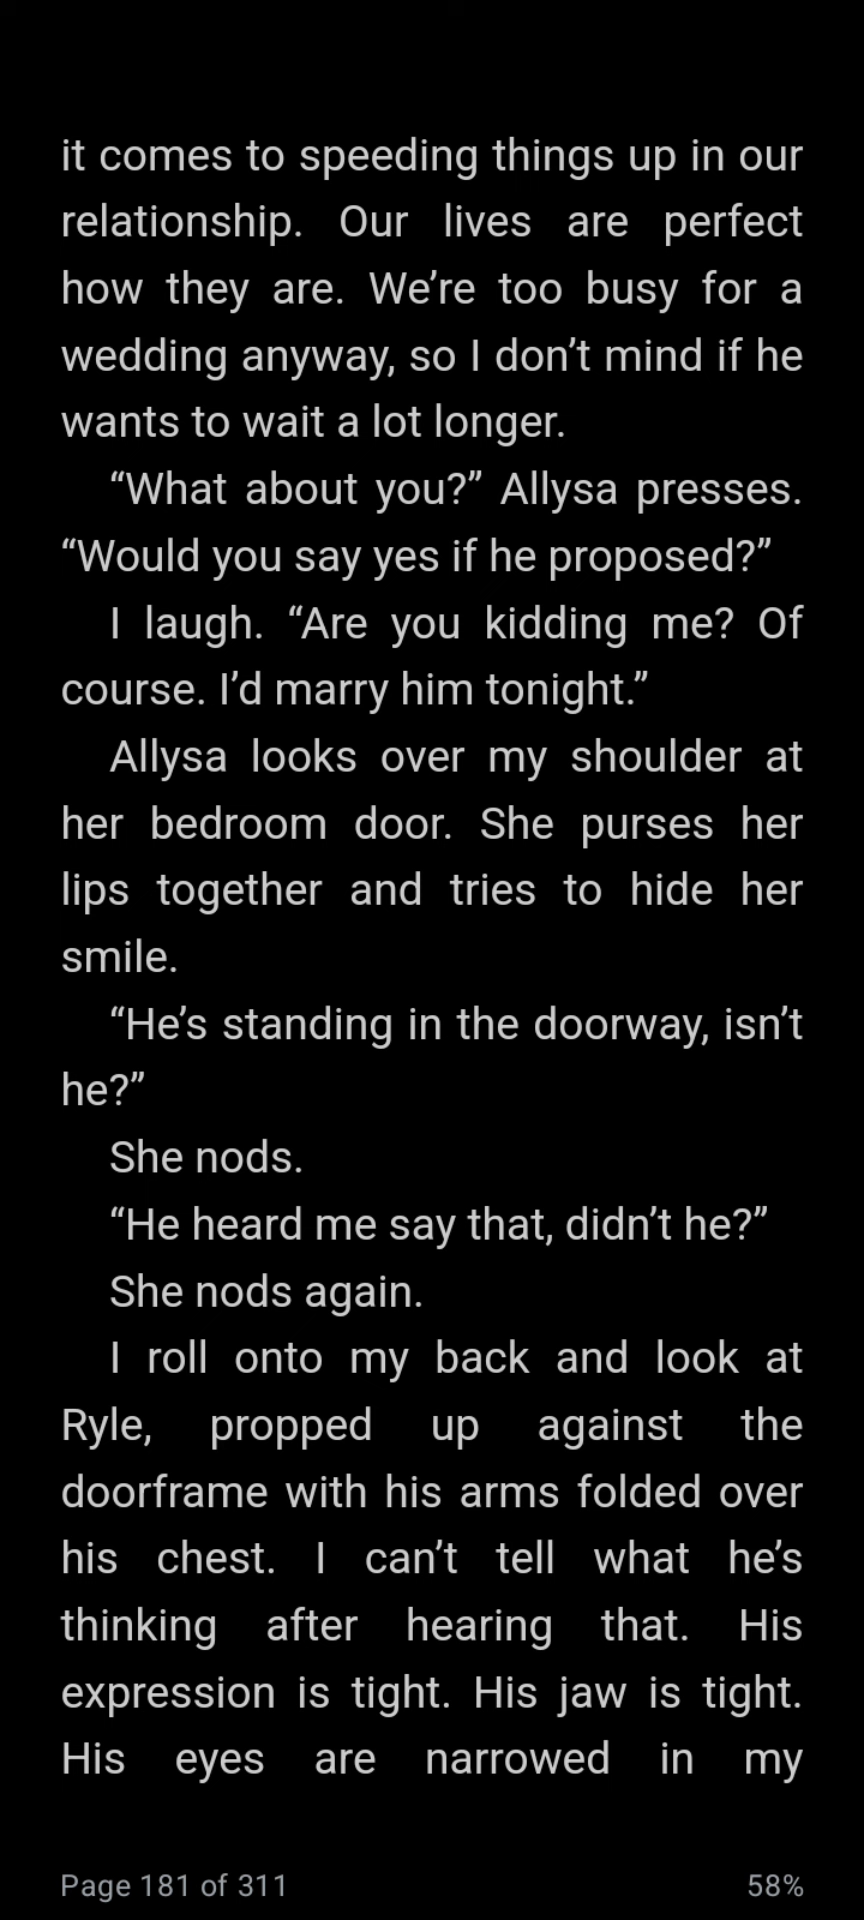 it comes to speeding things up in our
relationship. Our lives are perfect
how they are. We’re too busy for a
wedding anyway, so I don’t mind if he
wants to wait a lot longer.
“What about you?” Allysa presses.
“Would you say yes if he proposed?”
I laugh. “Are you kidding me? Of
course. I’d marry him tonight.”
Allysa looks over my shoulder at
her bedroom door. She purses her
lips together and tries to hide her
smile.
“He’s standing in the doorway, isn’t
he?”
She nods.
“He heard me say that, didn’t he?”
She nods again.
I roll onto my back and look at
Ryle, propped up against the
doorframe with his arms folded over
his chest. I can’t tell what he’s
thinking after hearing that. His
expression is tight. His jaw is tight.
His eyes are narrowed in my
Page 181 of 311
58%